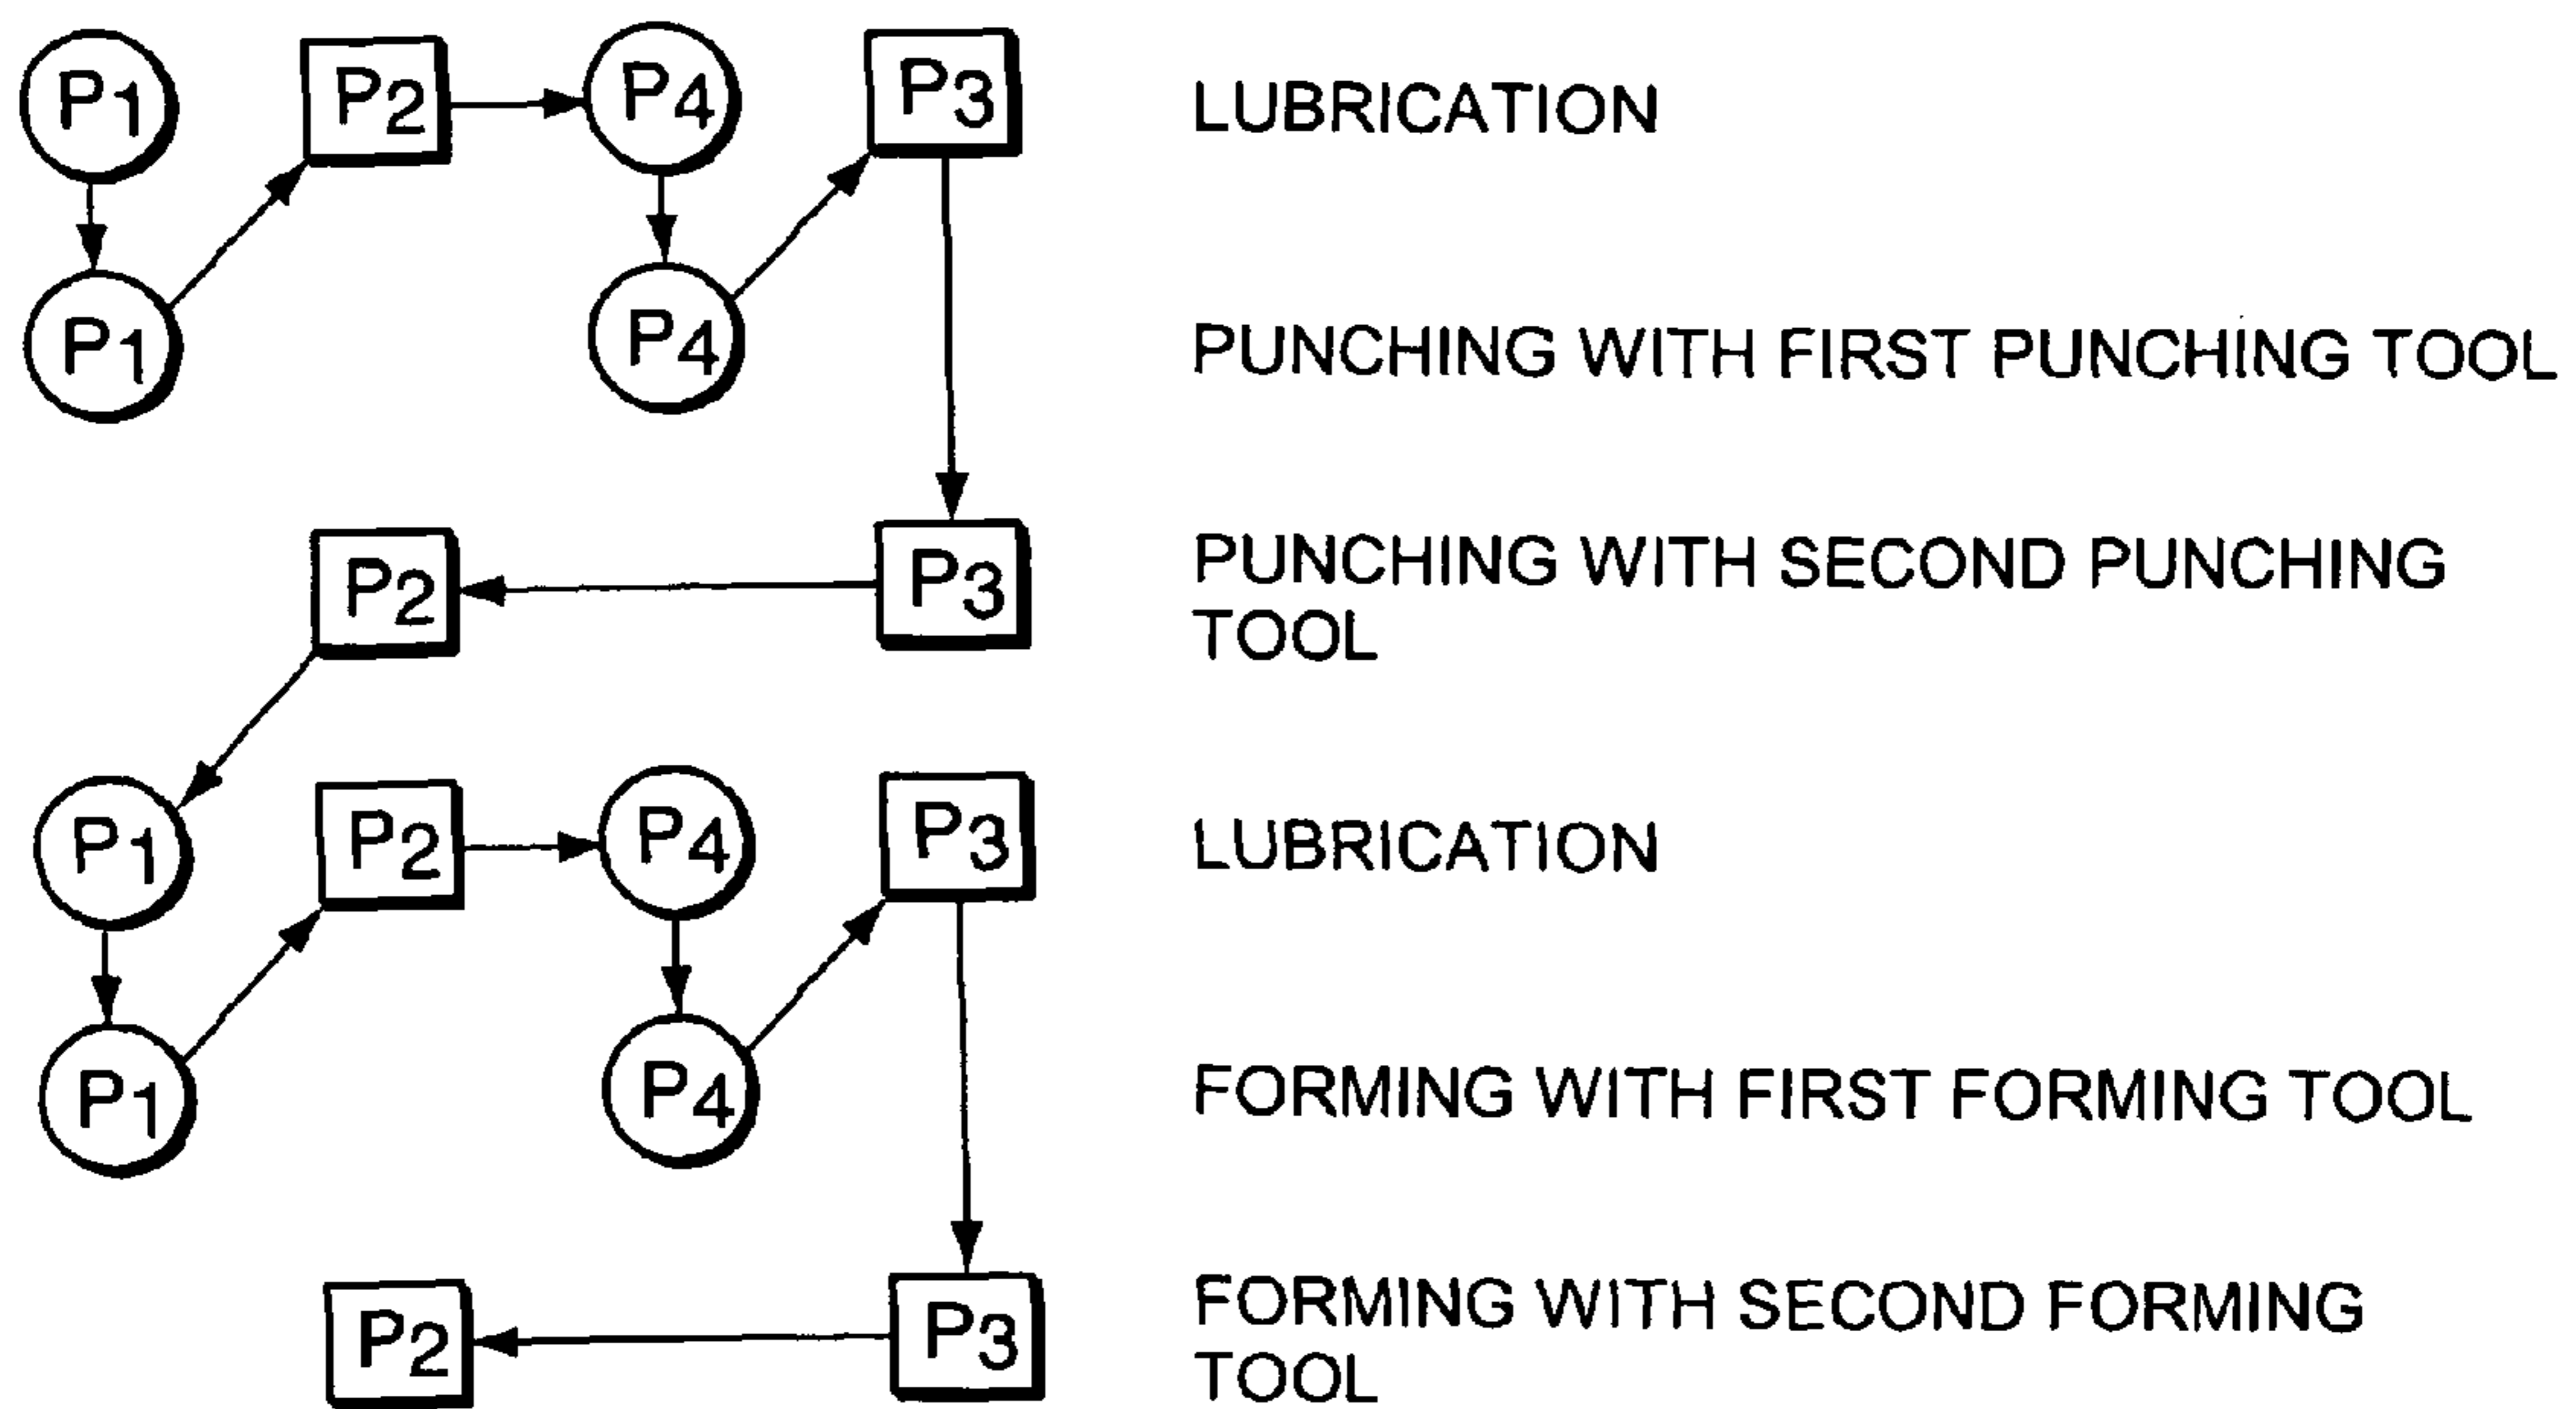 P1 P2 P4 P3 LUBRICATION
P1 P4 PUNCHING WITH FIRST PUNCHING TOOL
P2 P3 PUNCHING WITH SECOND PUNCHING
TOOL
P1 P2 P4 P3 LUBRICATION
P1 P4 FORMING WITH FIRST FORMING TOOL
P2 P3 FORMING WITH SECOND FORMING
TOOL